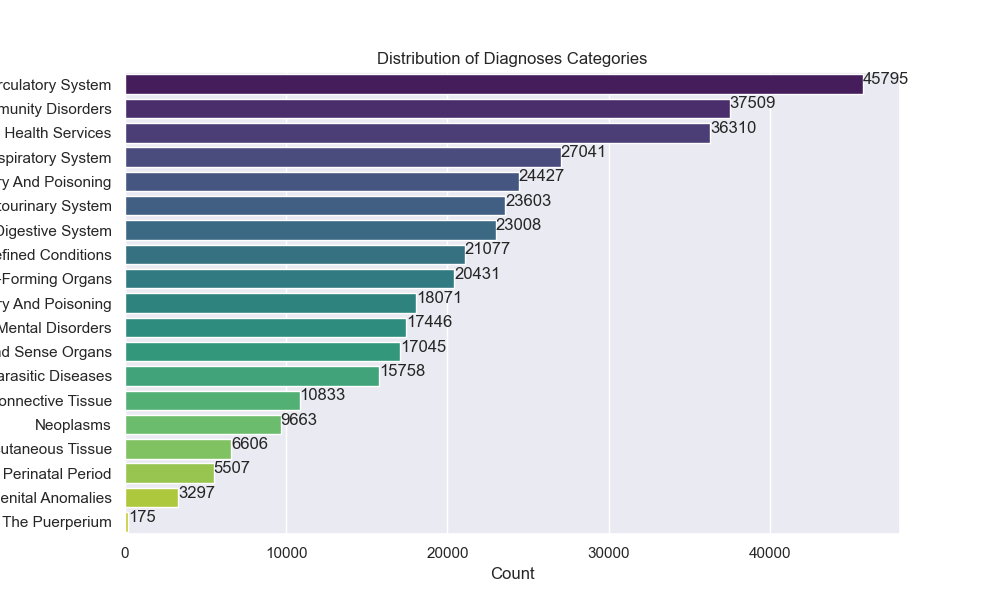 Distribution of Diagnoses Categories
rculatory System 45795
munity Disorders 37509
Health Services 36310
spiratory System 27041
ry And Poisoning 24427
tourinary System 23603
Digestive System 23008
efined Conditions 21077
-Forming Organs 20431
ry And Poisoning 18071
Mental Disorders 17446
nd Sense Organs 17045
arasitic Diseases 15758
onnective Tissue 10833
Neoplasms 9663
utaneous Tissue 6606
Perinatal Period 5507
enital Anomalies 3297
The Puerperium 175
0 10000 20000 30000 40000
Count